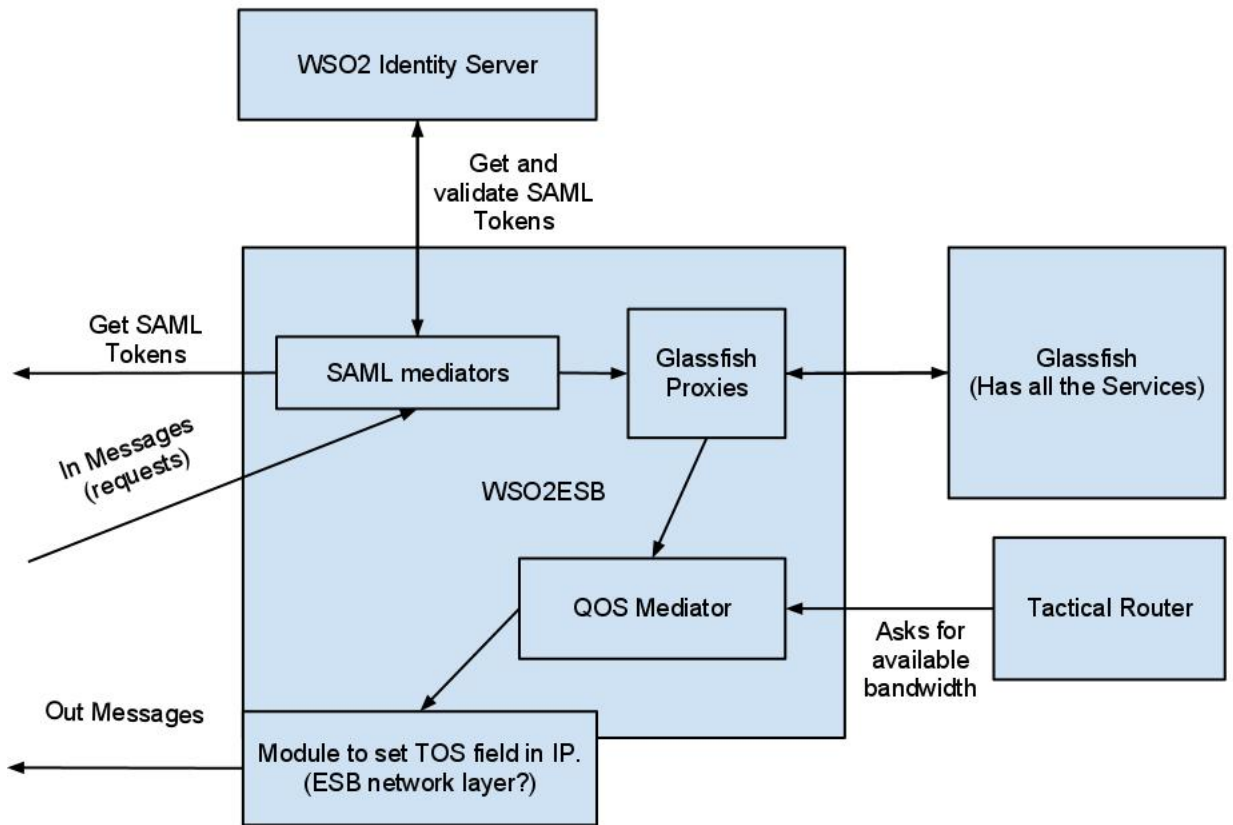 WSO2 Identity Server
Get and
validate SAML
Tokens
Get SAML
Tokens
SAML mediators
Glassfish
Proxies
Glassfish
(Has all the Services)
In Messages
(requests)
WSO2ESB
QOS Mediator
Tactical Router
Asks for
available
bandwidth
Out Messages
Module to set TOS field in IP.
(ESB network layer?)